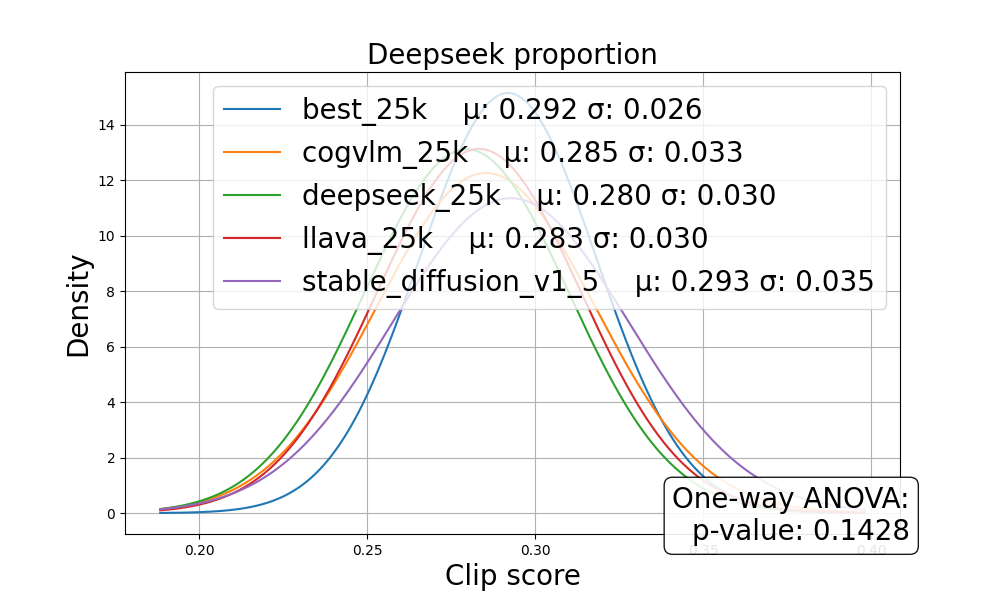 Deepseek proportion
best_25k μ: 0.292 σ: 0.026
cogvlm_25k μ: 0.285 σ: 0.033
deepseek_25k μ: 0.280 σ: 0.030
llava_25k μ: 0.283 σ: 0.030
stable_diffusion_v1_5 μ: 0.293 σ: 0.035
Density
14
12
10
8
6
4
2
0
One-way ANOVA:
p-value: 0.1428
0.20 0.25 0.30 0.35 0.40
Clip score